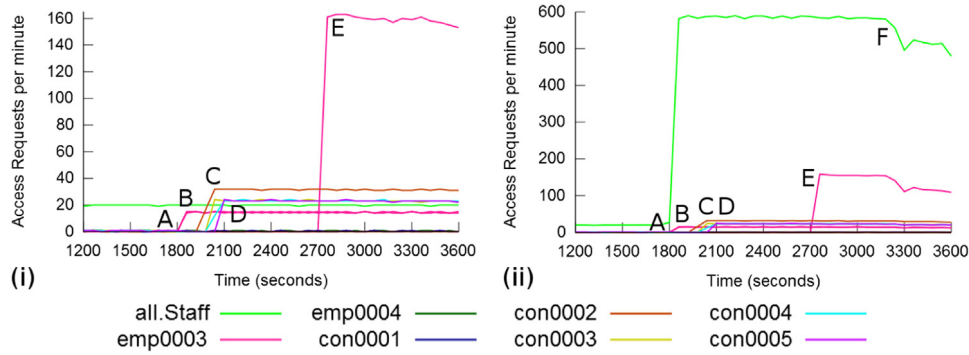 160
140
120
100
80
60
40
20
0
Access Requests per minute
A
B
C
D
E
1200 1500 1800 2100 2400 2700 3000 3300 3600
Time (seconds)
(i)
600
500
400
300
200
100
0
Access Requests per minute
A
B
C D
E
F
1200 1500 1800 2100 2400 2700 3000 3300 3600
Time (seconds)
(ii)
all.Staff emp0004 con0002 con0004
emp0003 con0001 con0003 con0005